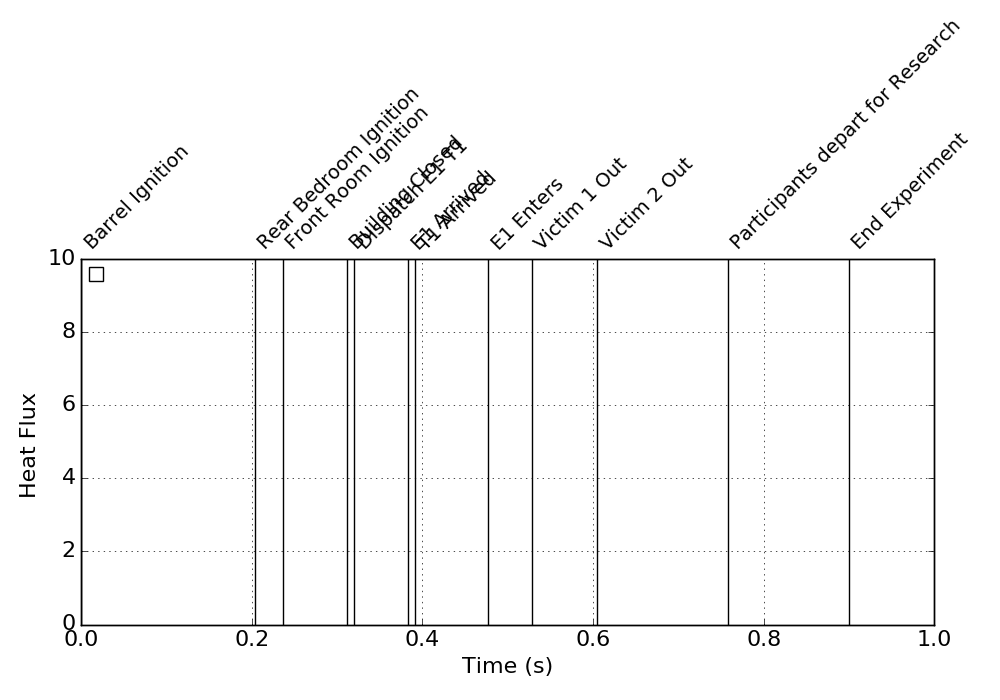 Barrel Ignition
Rear Bedroom Ignition
Front Room Ignition
Building Closed
Dispatch E1 T1
E1 Arrived
T1 Arrived
E1 Enters
Victim 1 Out
Victim 2 Out
Participants depart for Research
End Experiment
10
8
6
4
2
0
Heat Flux
0.0 0.2 0.4 0.6 0.8 1.0
Time (s)